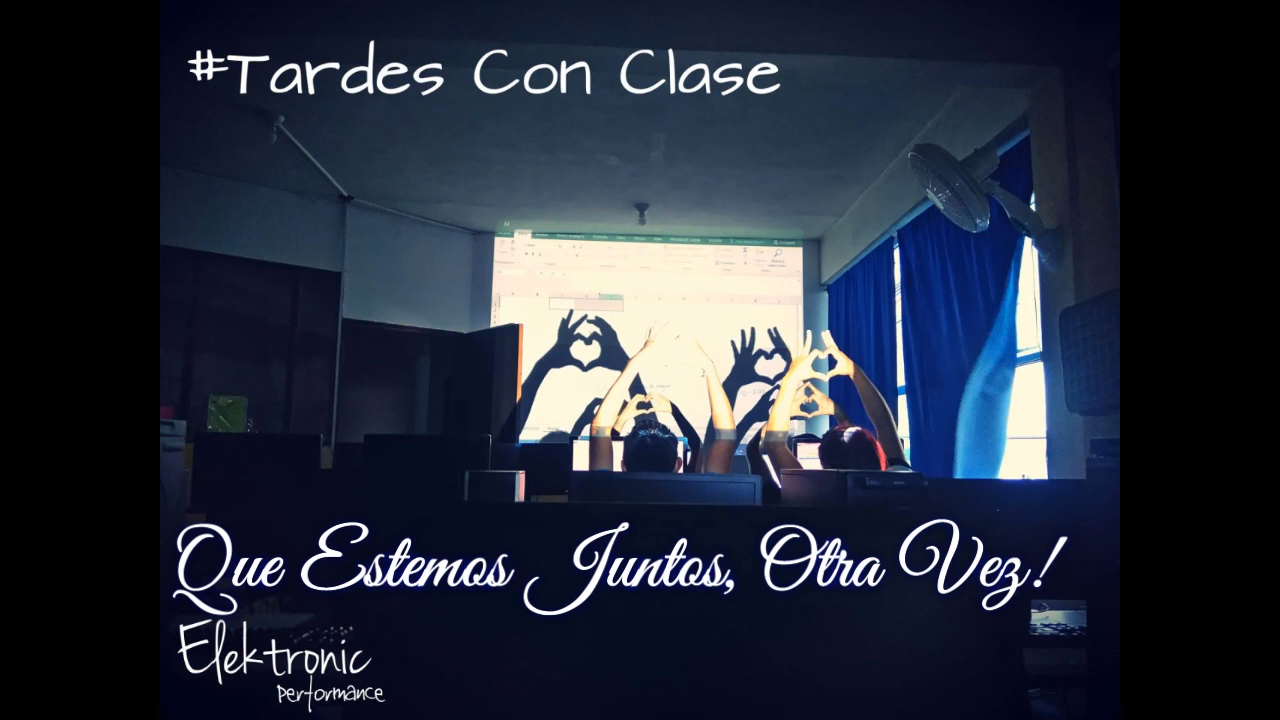 #Tardes Con Clase
Que Estemos Juntos, Otra Vez!
Elektronic
performance